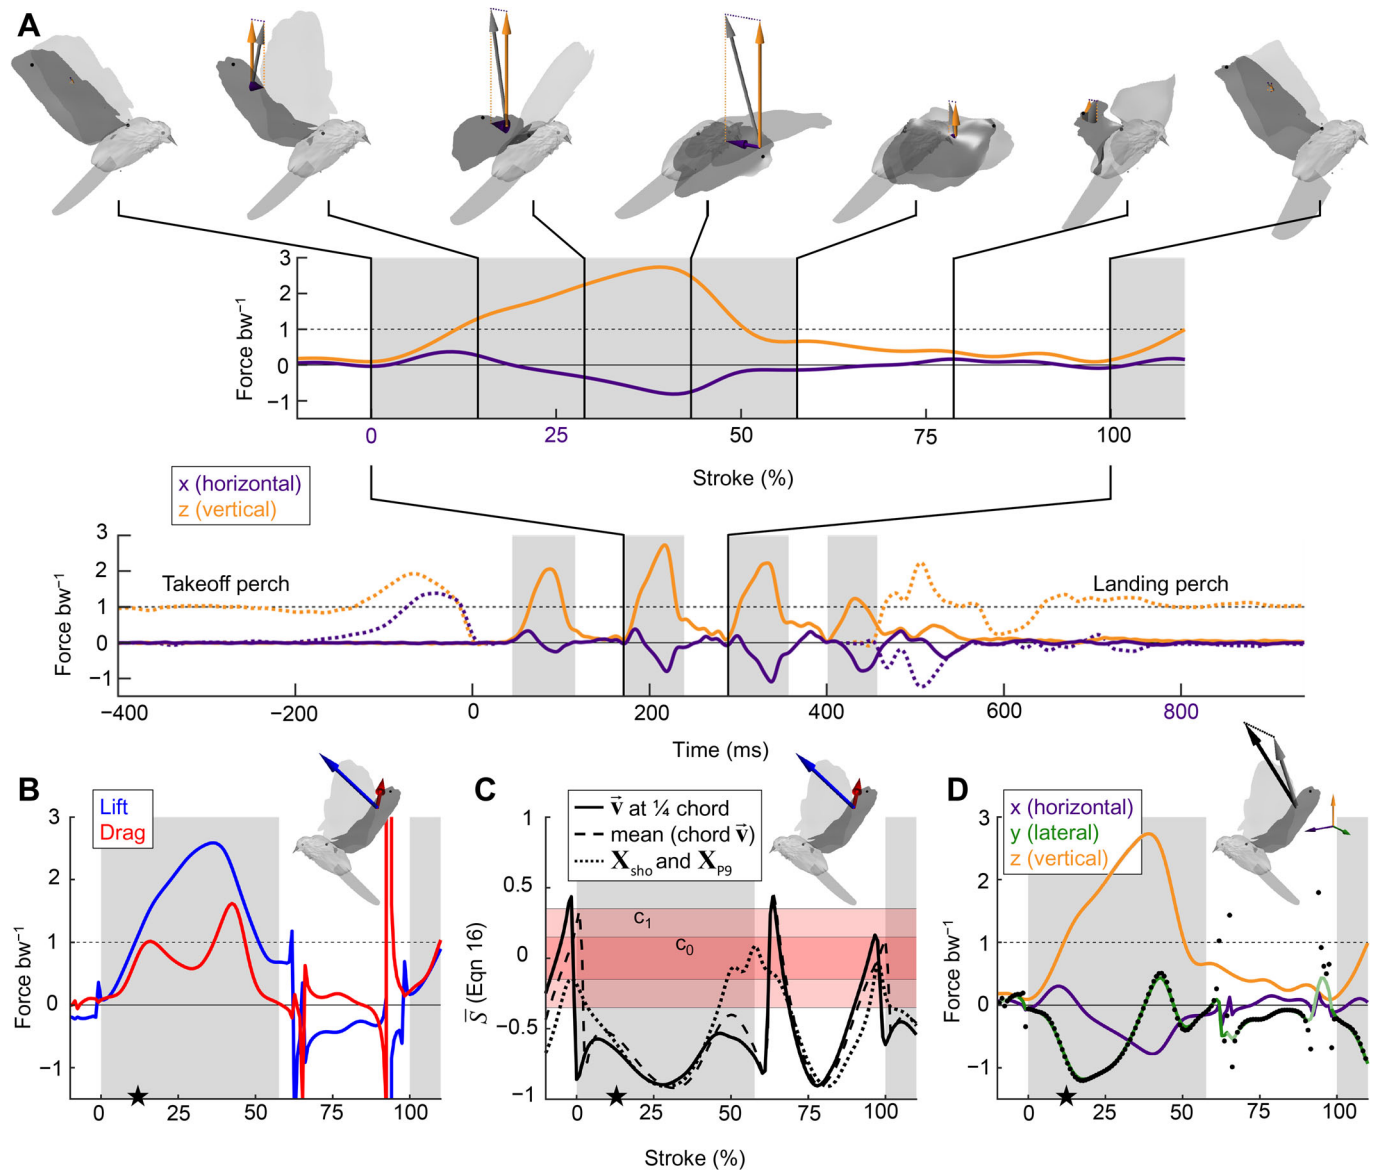 A
3
2
1
0
−1
Force bw⁻¹
0 25 50 75 100
Stroke (%)
x (horizontal)
z (vertical)
3
2
1
0
−1
Force bw⁻¹
Takeoff perch
Landing perch
−400 −200 0 200 400 600 800
Time (ms)
B
Lift
Drag
3
2
1
0
−1
Force bw⁻¹
0 25 50 75 100
C
v⃗ at ¼ chord
mean (chord v⃗)
X_sho and X_P9
1
0.5
0
−0.5
−1
S̅ (Eqn 16)
c₁
c₀
0 25 50 75 100
Stroke (%)
D
x (horizontal)
y (lateral)
z (vertical)
3
2
1
0
−1
Force bw⁻¹
0 25 50 75 100